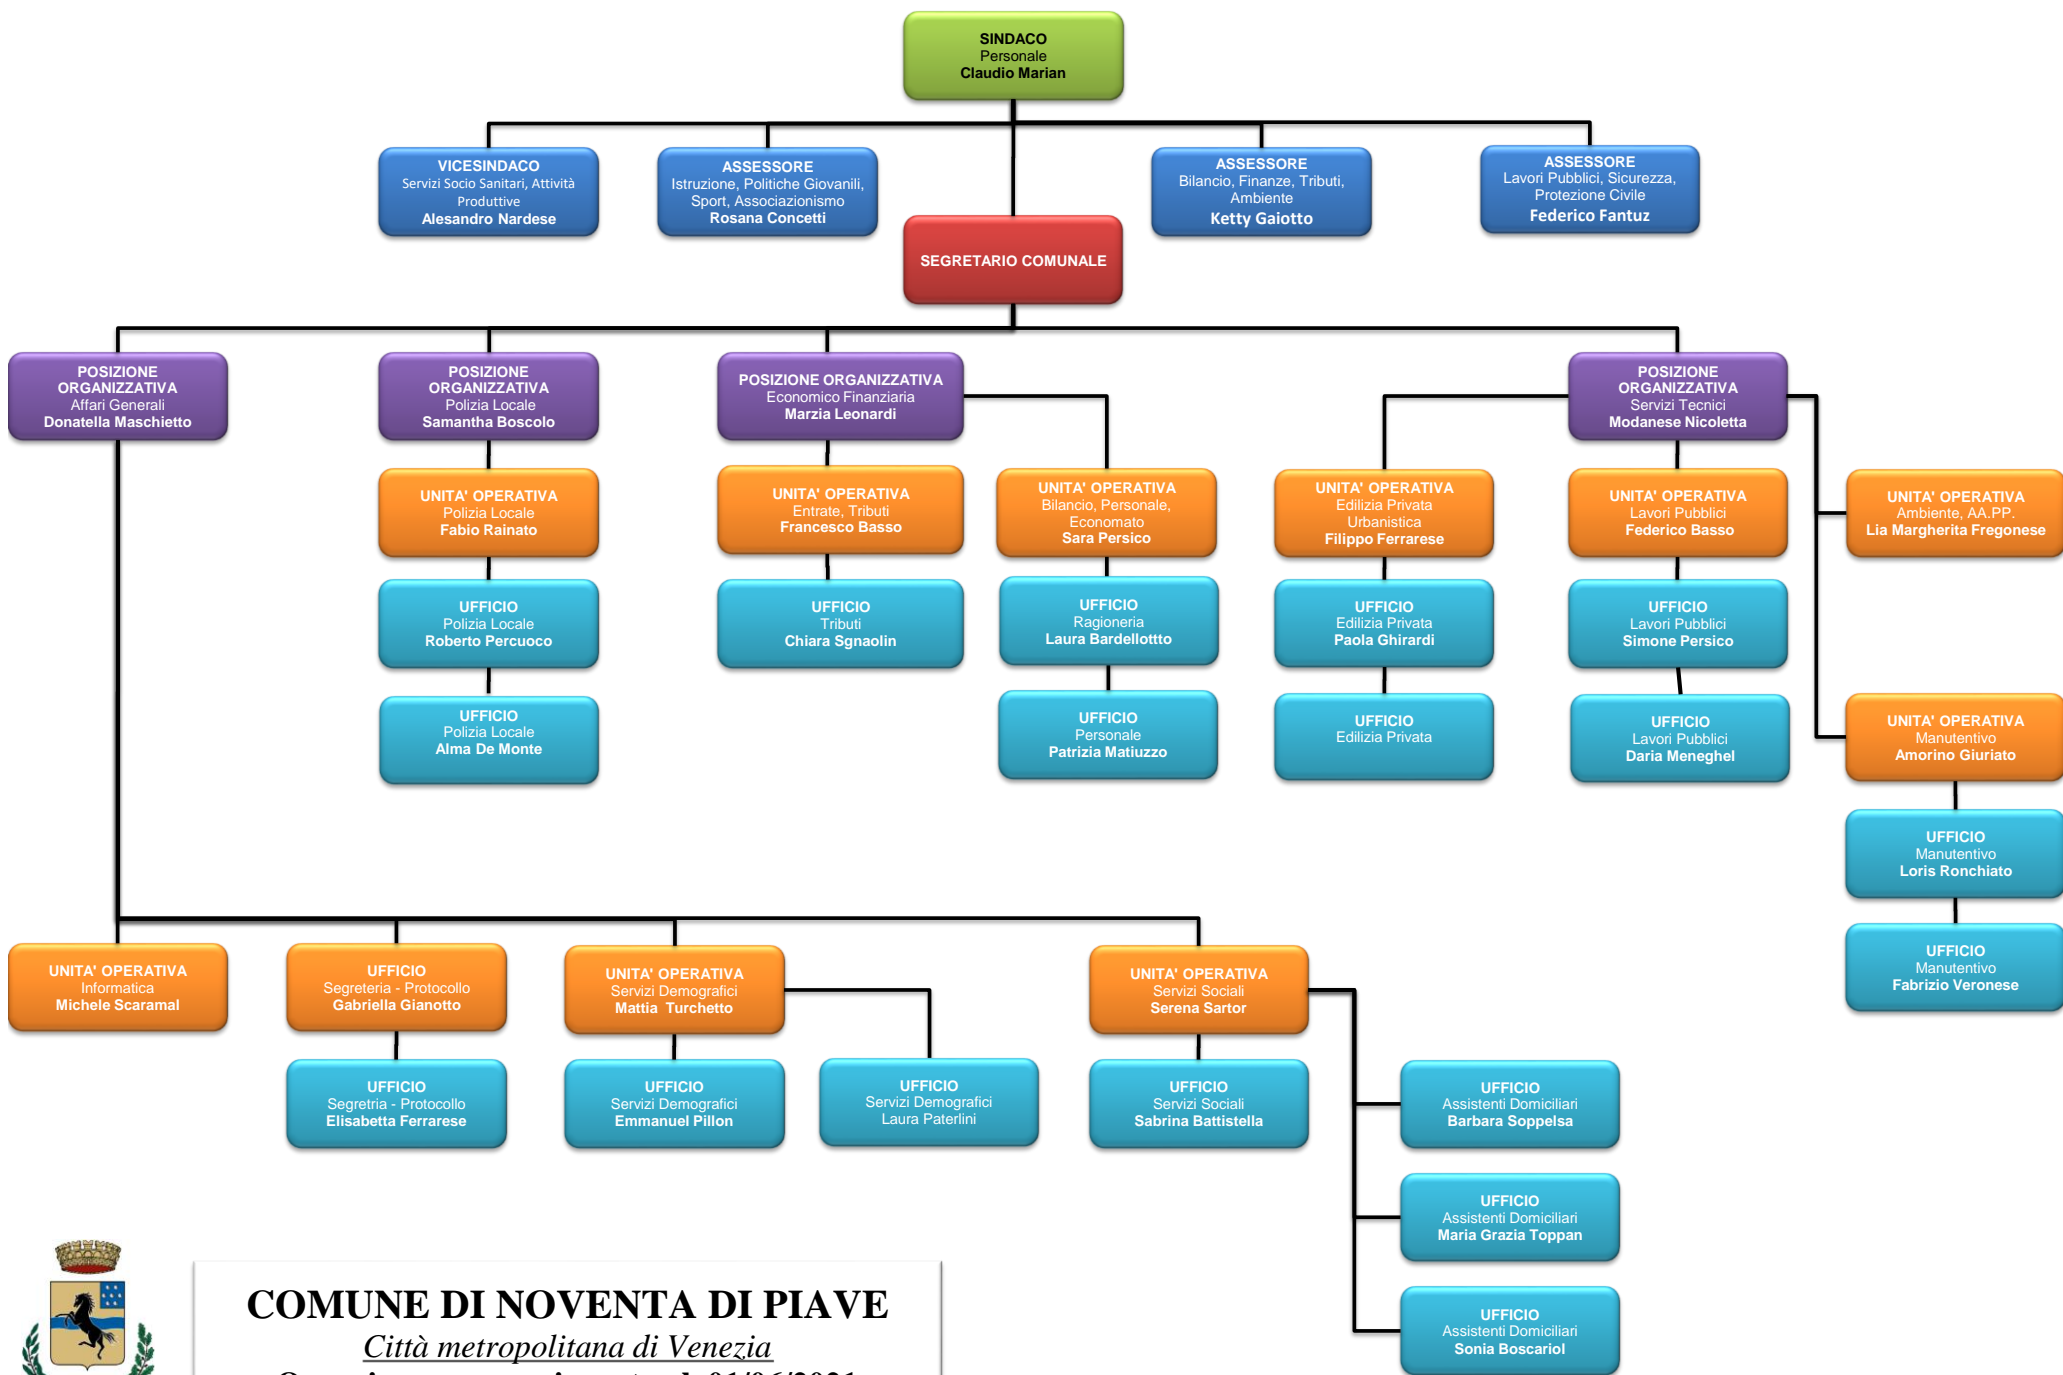 SINDACO
Personale
Claudio Marian
VICESINDACO
Servizi Socio Sanitari, Attività
Produttive
Alesandro Nardese
ASSESSORE
Istruzione, Politiche Giovanili,
Sport, Associazionismo
Rosana Concetti
ASSESSORE
Bilancio, Finanze, Tributi,
Ambiente
Ketty Gaiotto
ASSESSORE
Lavori Pubblici, Sicurezza,
Protezione Civile
Federico Fantuz
SEGRETARIO COMUNALE
POSIZIONE
ORGANIZZATIVA
Affari Generali
Donatella Maschietto
POSIZIONE
ORGANIZZATIVA
Polizia Locale
Samantha Boscolo
POSIZIONE ORGANIZZATIVA
Economico Finanziaria
Marzia Leonardi
POSIZIONE
ORGANIZZATIVA
Servizi Tecnici
Modanese Nicoletta
UNITA' OPERATIVA
Polizia Locale
Fabio Rainato
UNITA' OPERATIVA
Entrate, Tributi
Francesco Basso
UNITA' OPERATIVA
Bilancio, Personale,
Economato
Sara Persico
UNITA' OPERATIVA
Edilizia Privata
Urbanistica
Filippo Ferrarese
UNITA' OPERATIVA
Lavori Pubblici
Federico Basso
UNITA' OPERATIVA
Ambiente, AA.PP.
Lia Margherita Fregonese
UFFICIO
Polizia Locale
Roberto Percuoco
UFFICIO
Tributi
Chiara Sgnaolin
UFFICIO
Ragioneria
Laura Bardellottto
UFFICIO
Edilizia Privata
Paola Ghirardi
UFFICIO
Lavori Pubblici
Simone Persico
UFFICIO
Polizia Locale
Alma De Monte
UFFICIO
Personale
Patrizia Matiuzzo
UFFICIO
Edilizia Privata
UFFICIO
Lavori Pubblici
Daria Meneghel
UNITA' OPERATIVA
Manutentivo
Amorino Giuriato
UFFICIO
Manutentivo
Loris Ronchiato
UFFICIO
Manutentivo
Fabrizio Veronese
UNITA' OPERATIVA
Informatica
Michele Scaramal
UFFICIO
Segreteria - Protocollo
Gabriella Gianotto
UNITA' OPERATIVA
Servizi Demografici
Mattia  Turchetto
UNITA' OPERATIVA
Servizi Sociali
Serena Sartor
UFFICIO
Segretria - Protocollo
Elisabetta Ferrarese
UFFICIO
Servizi Demografici
Emmanuel Pillon
UFFICIO
Servizi Demografici
Laura Paterlini
UFFICIO
Servizi Sociali
Sabrina Battistella
UFFICIO
Assistenti Domiciliari
Barbara Soppelsa
UFFICIO
Assistenti Domiciliari
Maria Grazia Toppan
UFFICIO
Assistenti Domiciliari
Sonia Boscariol
COMUNE DI NOVENTA DI PIAVE
Città metropolitana di Venezia
01/06/2021